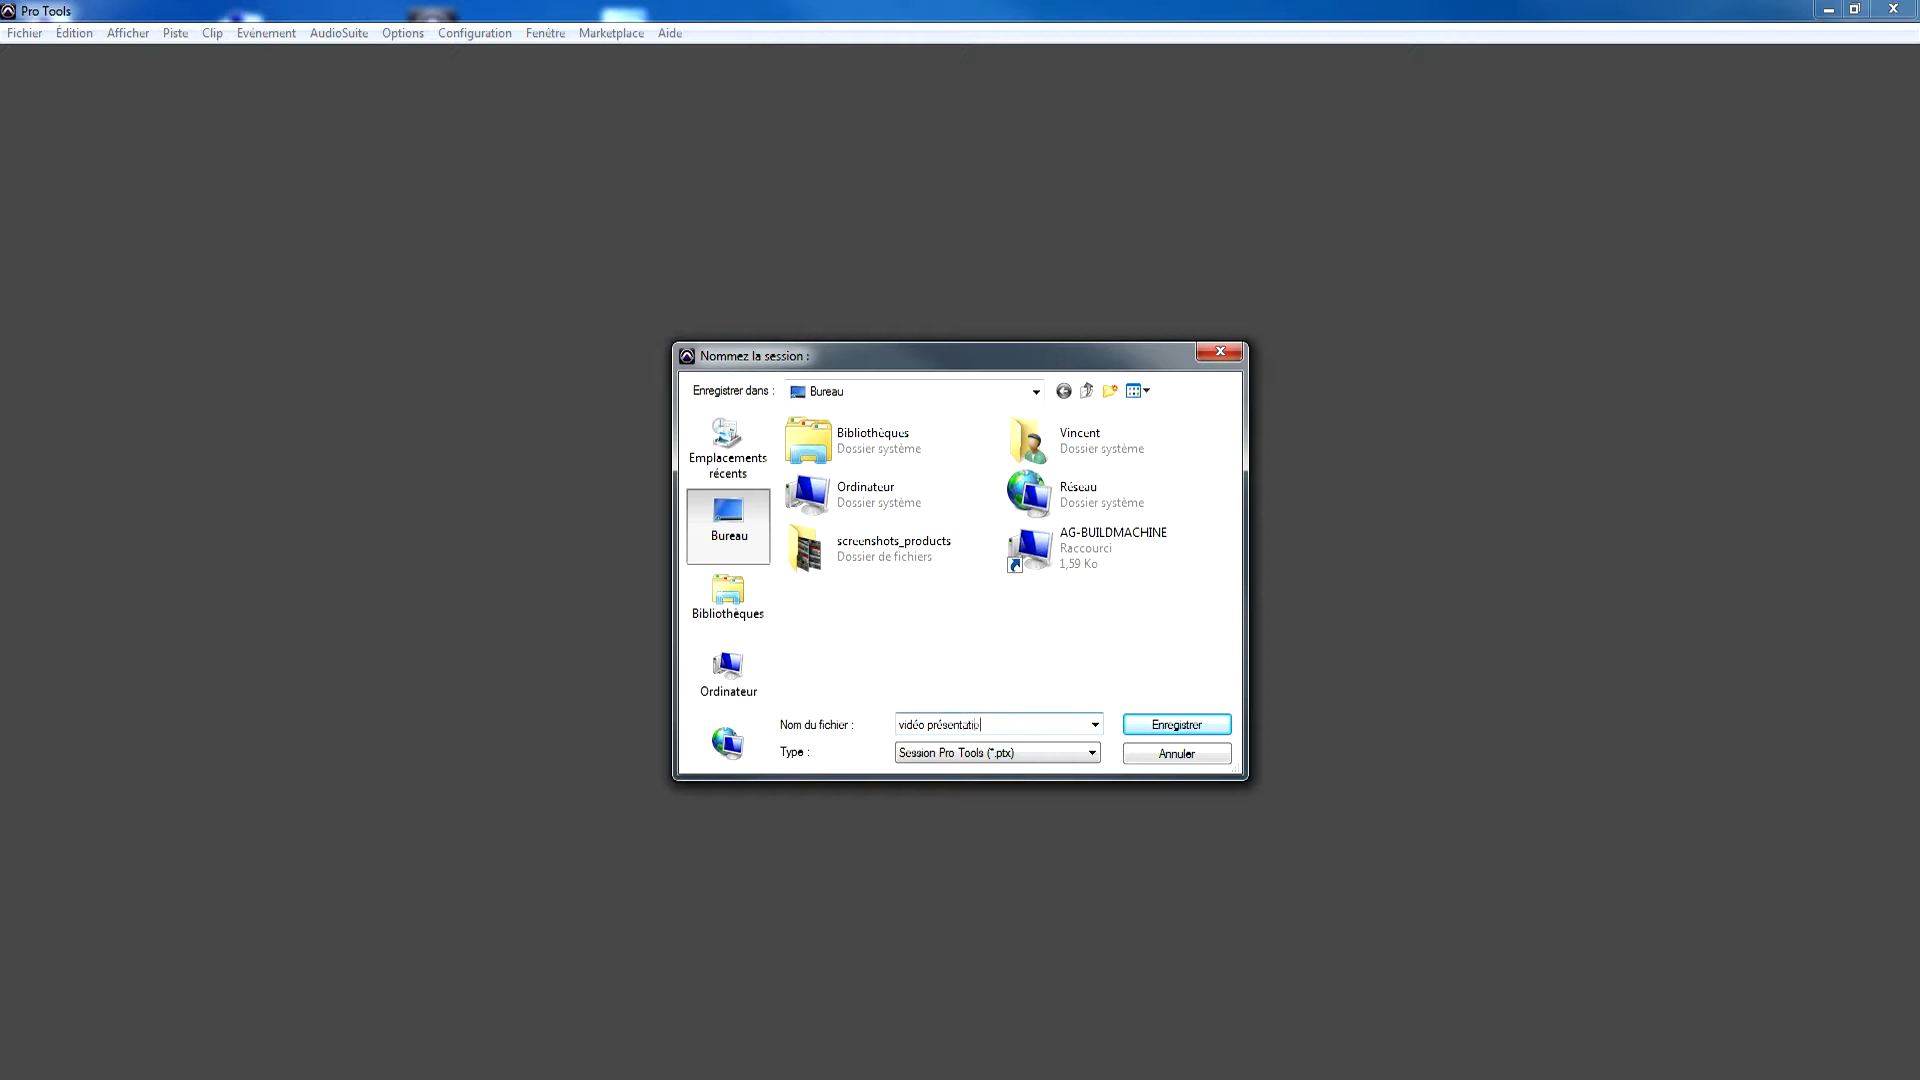 Pro Tools
Fichier Édition Afficher Piste Clip Evénement AudioSuite Options Configuration Fenêtre Marketplace Aide
Nommez la session :
Enregistrer dans : Bureau
Emplacements récents
Bureau
Bibliothèques
Ordinateur
Bibliothèques
Dossier système
Vincent
Dossier système
Ordinateur
Dossier système
Réseau
Dossier système
screenshots_products
Dossier de fichiers
AG-BUILDMACHINE
Raccourci
1,59 Ko
Nom du fichier : vidéo présentatio
Enregistrer
Type : Session Pro Tools (*.ptx)
Annuler